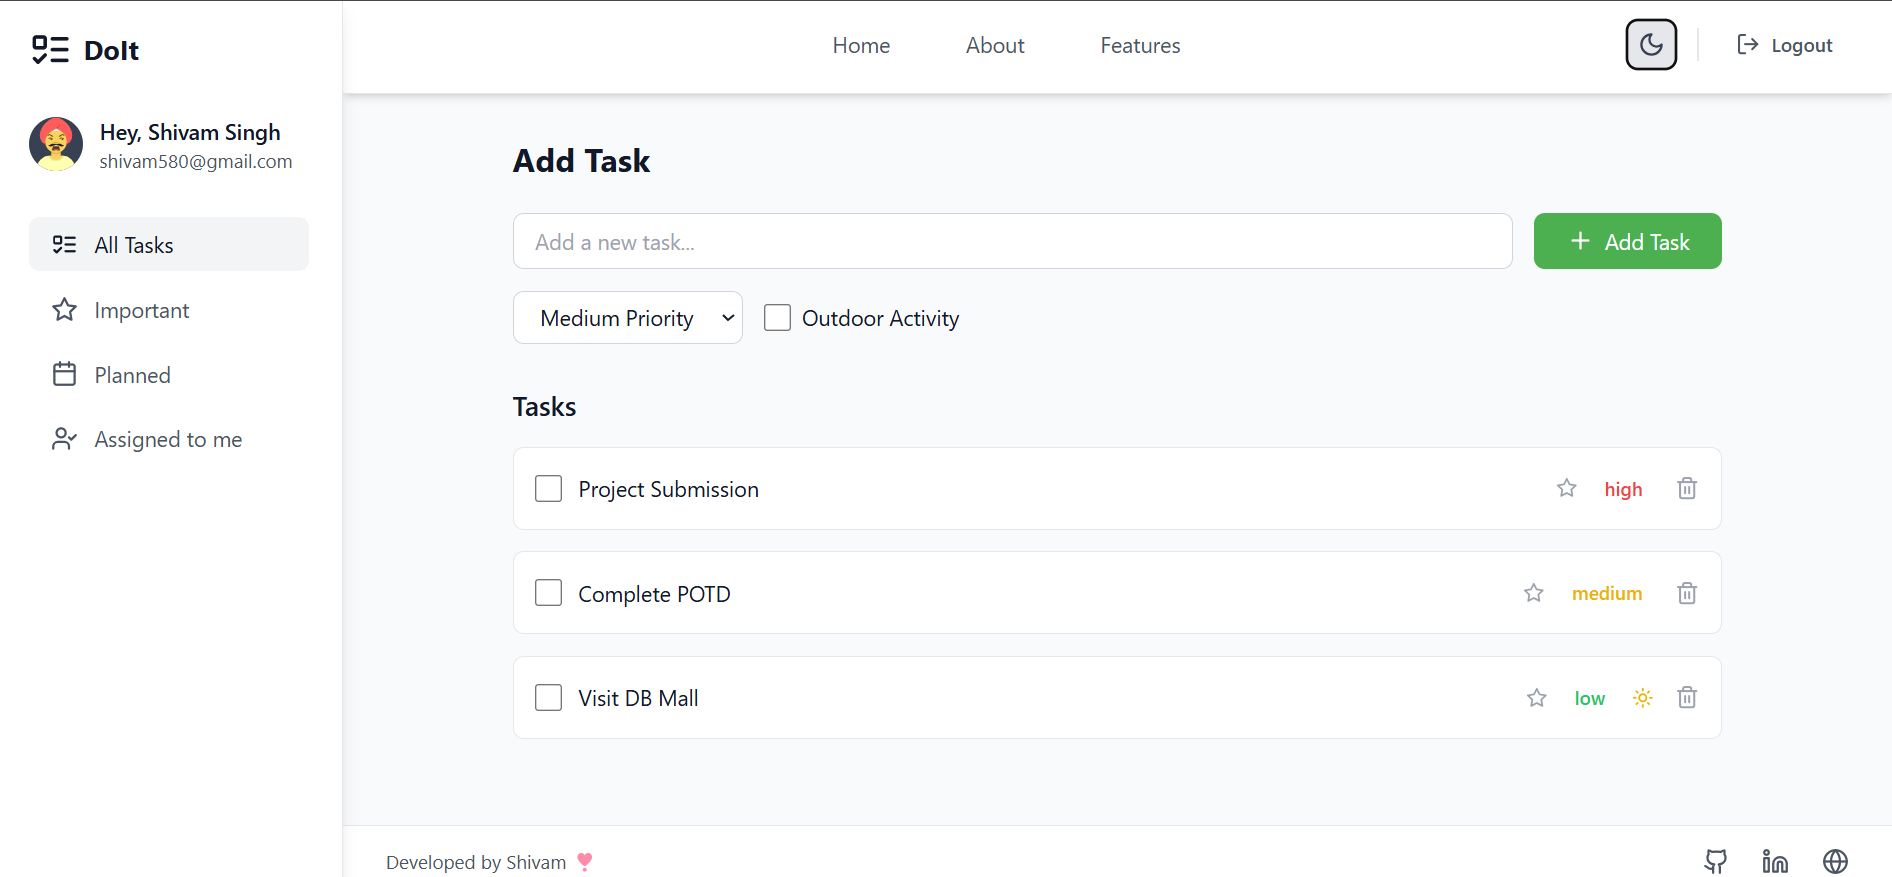 DoIt
Home
About
Features
Logout
Hey, Shivam Singh
shivam580@gmail.com
All Tasks
Important
Planned
Assigned to me
Add Task
Add a new task...
Add Task
Medium Priority
Outdoor Activity
Tasks
Project Submission
high
Complete POTD
medium
Visit DB Mall
low
Developed by Shivam